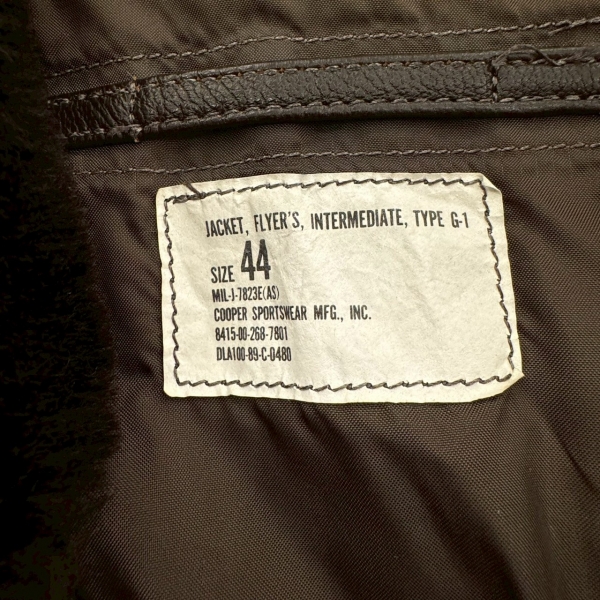 JACKET, FLYER'S, INTERMEDIATE, TYPE G-1
SIZE 44
MIL-J-7823E(AS)
COOPER SPORTSWEAR MFG., INC.
8415-00-268-7801
DLA100-89-C-0480